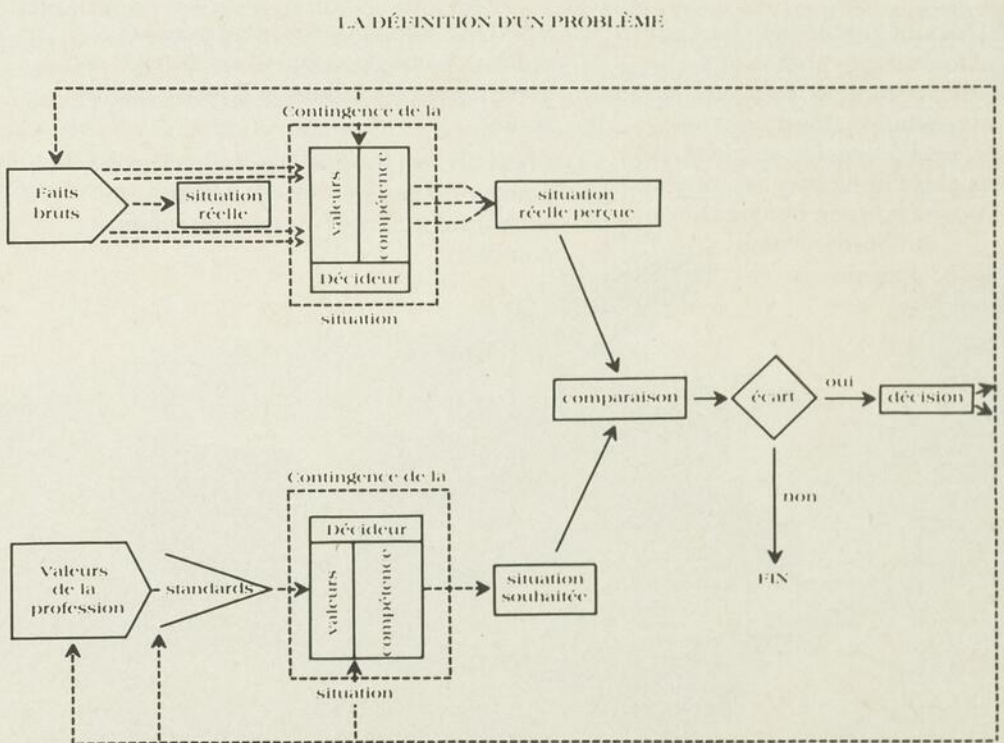 LA DÉFINITION D'UN PROBLÈME
Contingence de la
Faits
bruts
situation
réelle
valeurs
compétence
Décideur
situation
situation
réelle perçue
comparaison
écart
oui
décision
non
FIN
Contingence de la
Valeurs
de la
profession
standards
Décideur
valeurs
compétence
situation
situation
souhaitée